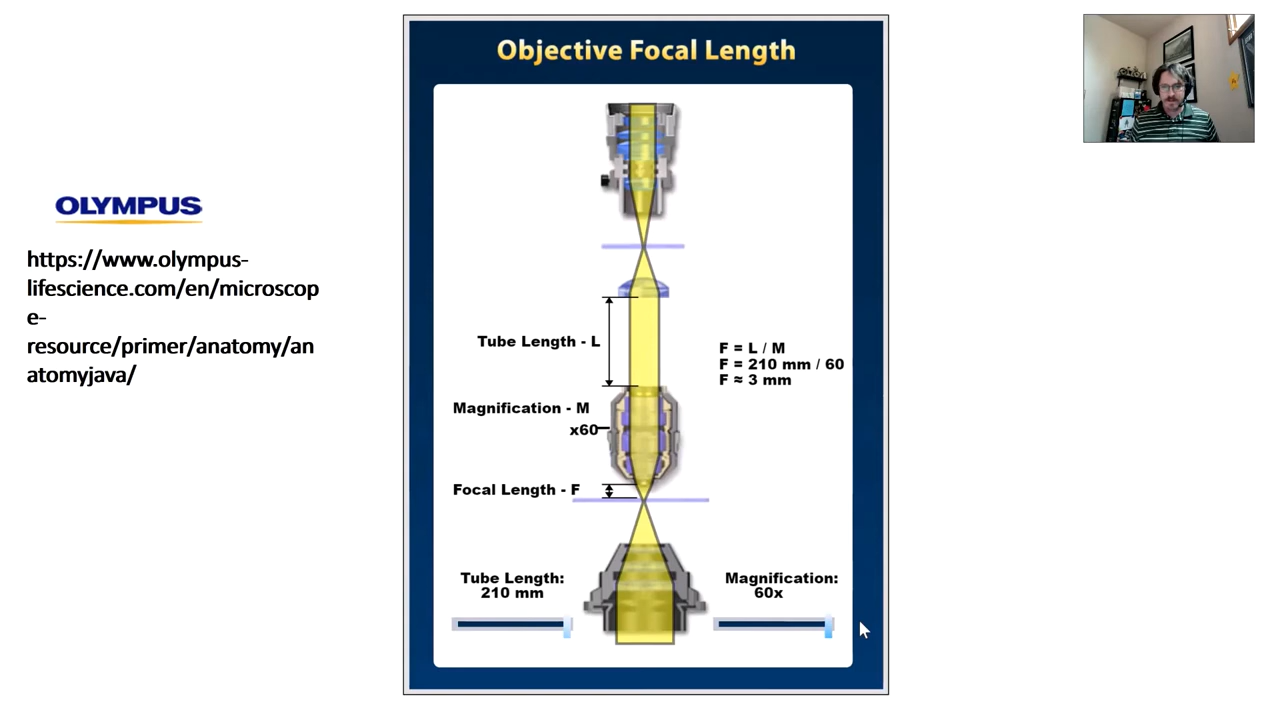 Objective Focal Length
OLYMPUS
https://www.olympus-
lifescience.com/en/microscop
e-
resource/primer/anatomy/an
atomyjava/
Tube Length - L
F = L / M
F = 210 mm / 60
F ≈ 3 mm
Magnification - M
x60
Focal Length - F
Tube Length:
210 mm
Magnification:
60x